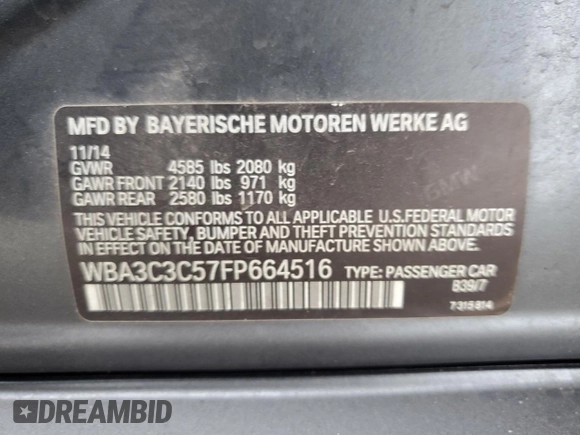 MFD BY BAYERISCHE MOTOREN WERKE AG
11/14
GVWR 4585 lbs 2080 kg
GAWR FRONT 2140 lbs 971 kg
GAWR REAR 2580 lbs 1170 kg
BMW
THIS VEHICLE CONFORMS TO ALL APPLICABLE U.S.FEDERAL MOTOR
VEHICLE SAFETY, BUMPER AND THEFT PREVENTION STANDARDS
IN EFFECT ON THE DATE OF MANUFACTURE SHOWN ABOVE.
WBA3C3C57FP664516 TYPE: PASSENGER CAR
B39/7
7315814
DREAMBID